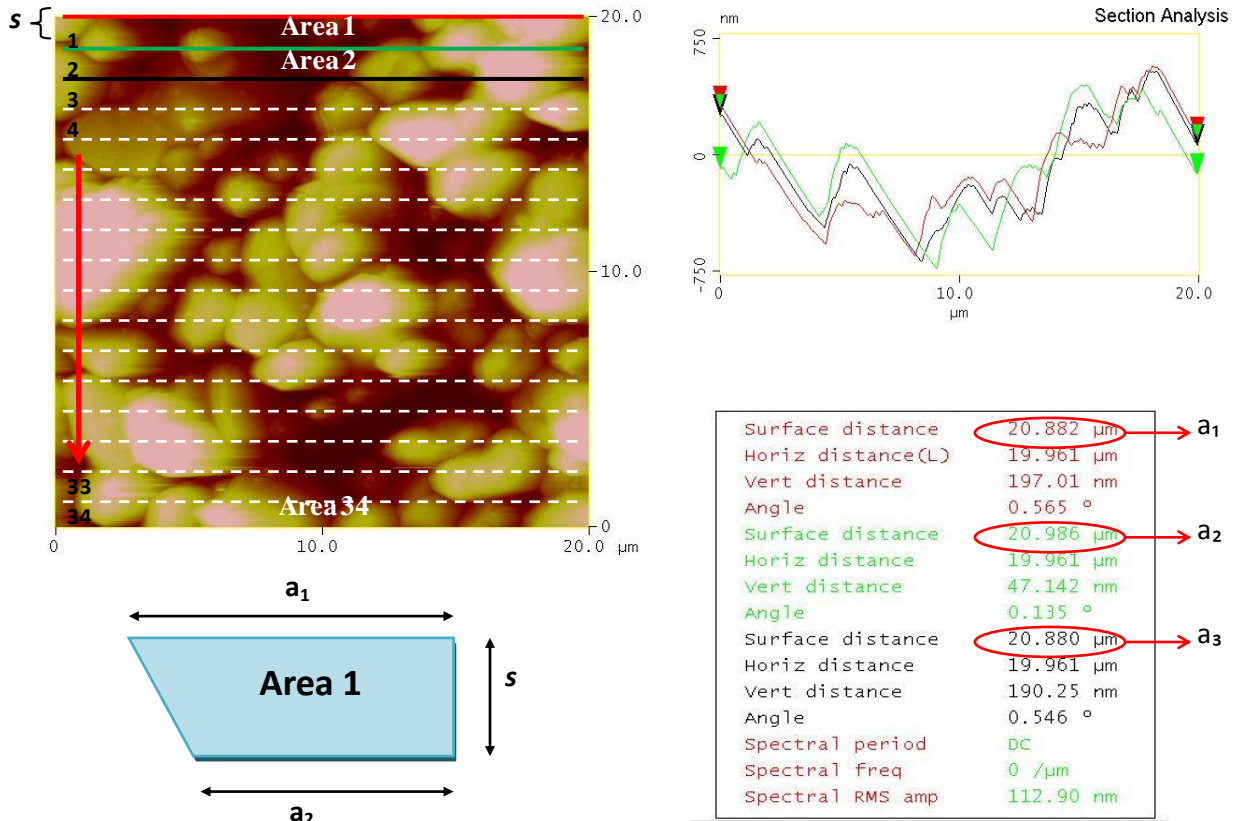 s
Area 1
Area 2
1
2
3
4
33
34
Area 34
20.0
10.0
0
0
10.0
20.0 µm
Section Analysis
nm
750
0
-750
0
10.0
20.0
µm
a₁
Area 1
s
a₂
Surface distance 20.882 µm
Horiz distance(L) 19.961 µm
Vert distance 197.01 nm
Angle 0.565 °
Surface distance 20.986 µm
Horiz distance 19.961 µm
Vert distance 47.142 nm
Angle 0.135 °
Surface distance 20.880 µm
Horiz distance 19.961 µm
Vert distance 190.25 nm
Angle 0.546 °
Spectral period DC
Spectral freq 0 /µm
Spectral RMS amp 112.90 nm
a₁
a₂
a₃